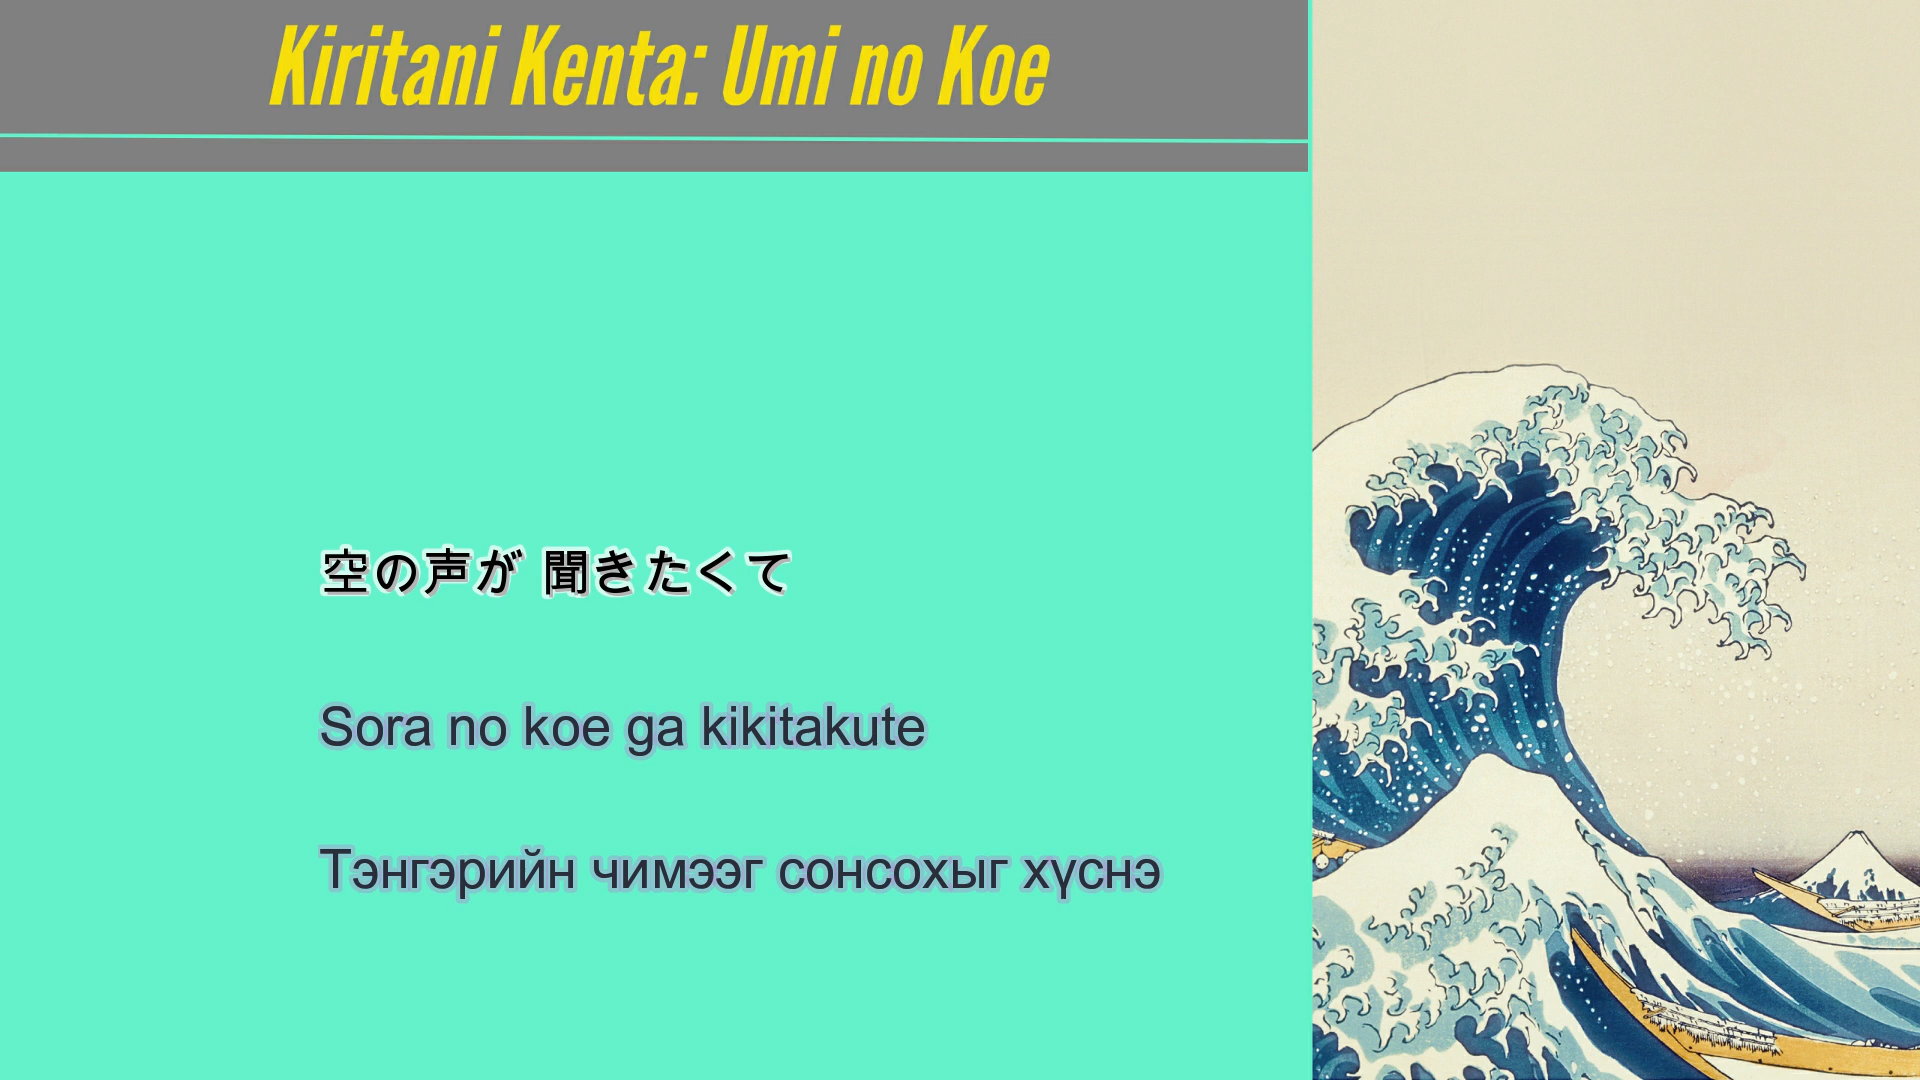 Kiritani Kenta: Umi no Koe
空の声が 聞きたくて
Sora no koe ga kikitakute
Тэнгэрийн чимээг сонсохыг хүснэ